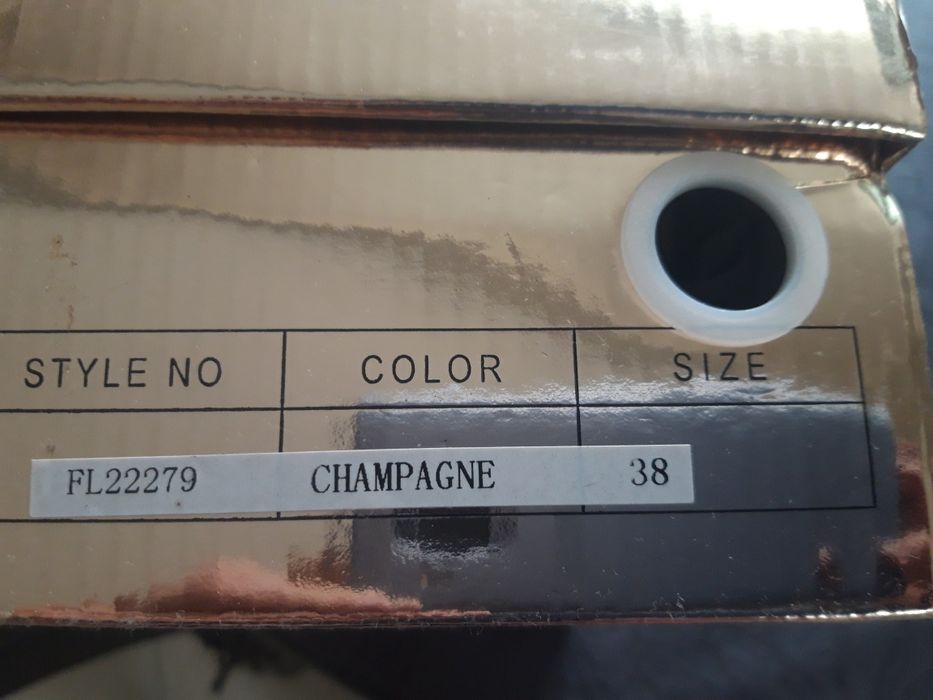 STYLE NO COLOR SIZE
FL22279 CHAMPAGNE 38